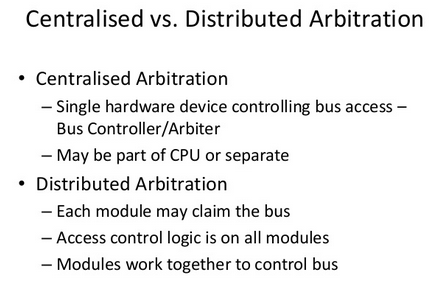 Centralised vs. Distributed Arbitration
• Centralised Arbitration
– Single hardware device controlling bus access –
Bus Controller/Arbiter
– May be part of CPU or separate
• Distributed Arbitration
– Each module may claim the bus
– Access control logic is on all modules
– Modules work together to control bus